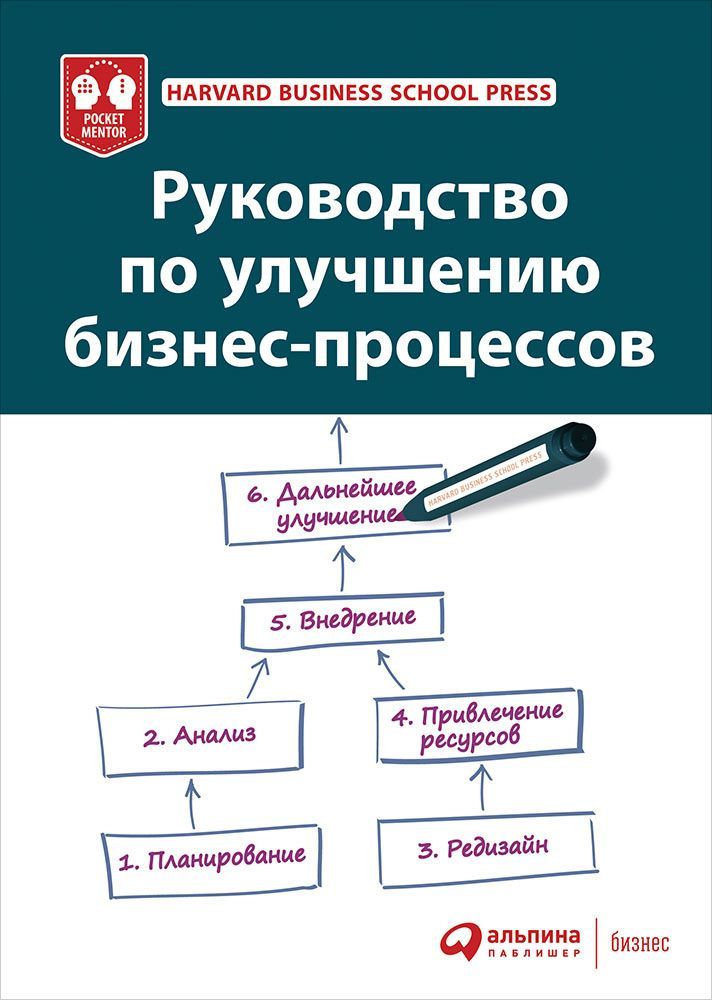 POCKET
MENTOR
HARVARD BUSINESS SCHOOL PRESS
Руководство
по улучшению
бизнес-процессов
6. Дальнейшее
улучшение
HARVARD BUSINESS SCHOOL PRESS
5. Внедрение
2. Анализ
4. Привлечение
ресурсов
1. Планирование
3. Редизайн
альпина
ПАБЛИШЕР
бизнес